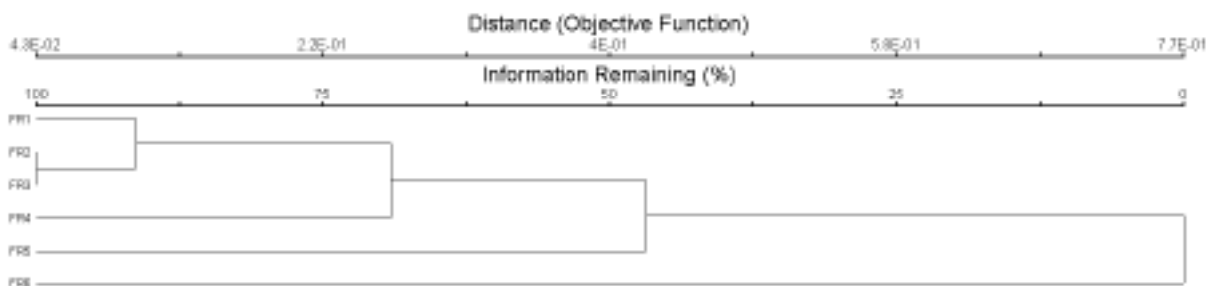 Distance (Objective Function)
4.3E-02 2.2E-01 4E-01 5.8E-01 7.7E-01
Information Remaining (%)
100 75 50 25 0
FR1
FR2
FR3
FR4
FR5
FR6